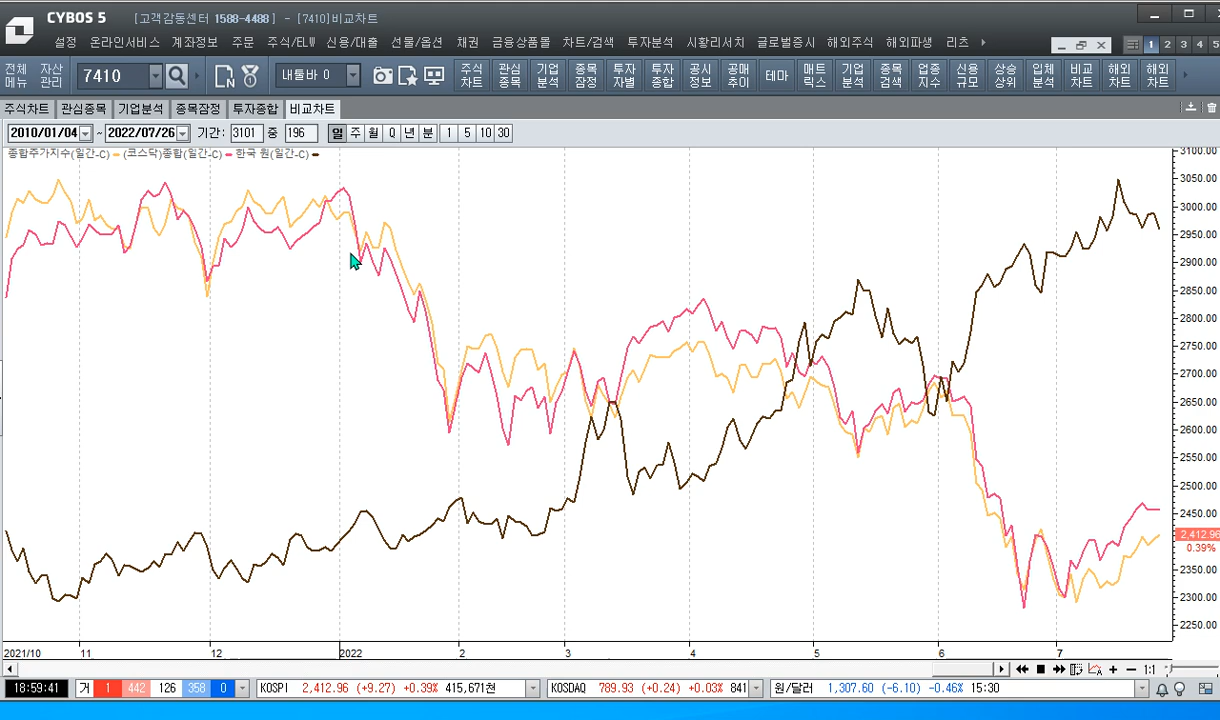 CYBOS 5 [고객감동센터 1588-4488] - [7410]비교차트
설정 온라인서비스 계좌정보 주문 주식/ELW 신용/대출 선물/옵션 채권 금융상품몰 차트/검색 투자분석 시황리서치 글로벌증시 해외주식 해외파생 리츠 1 2 3 4 5
전체메뉴 자산관리 7410 내툴바 0 주식차트 관심종목 기업분석 종목잠정 투자자별 투자종합 공시정보 공매추이 테마 매트릭스 기업분석 종목검색 업종지수 신용규모 상승상위 입체분석 비교차트 해외차트 해외차트
주식차트 관심종목 기업분석 종목잠정 투자종합 비교차트
2010/01/04 ~ 2022/07/26 기간: 3101 중 196 일 주 월 Q 년 분 1 5 10 30
종합주가지수(일간-C) (코스닥)종합(일간-C) 한국 원(일간-C)
3100.00
3050.00
3000.00
2950.00
2900.00
2850.00
2800.00
2750.00
2700.00
2650.00
2600.00
2550.00
2500.00
2450.00
2,412.96
0.39%
2350.00
2300.00
2250.00
2021/10 11 12 2022 2 3 4 5 6 7
1:1
18:59:41 거 1 442 126 358 0 KOSPI 2,412.96 (+9.27) +0.39% 415,671천 KOSDAQ 789.93 (+0.24) +0.03% 841 원/달러 1,307.60 (-6.10) -0.46% 15:30